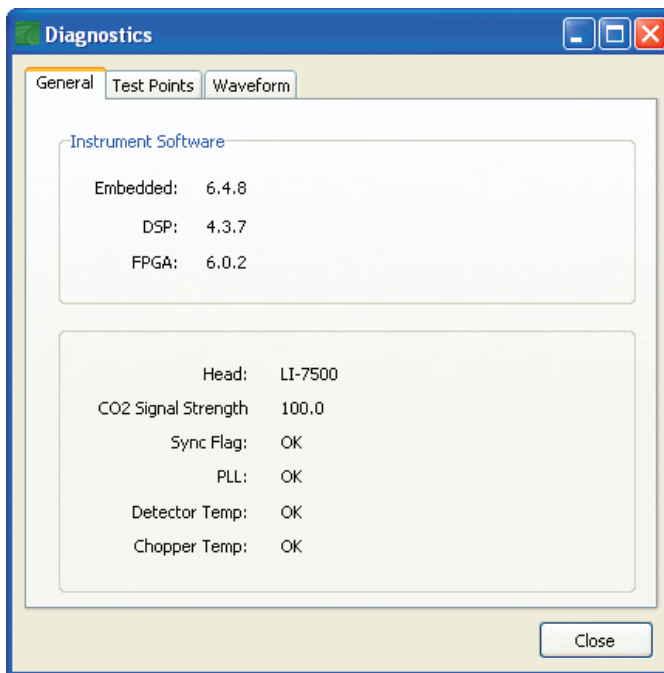 Diagnostics
General Test Points Waveform
Instrument Software
Embedded: 6.4.8
DSP: 4.3.7
FPGA: 6.0.2
Head: LI-7500
CO2 Signal Strength 100.0
Sync Flag: OK
PLL: OK
Detector Temp: OK
Chopper Temp: OK
Close